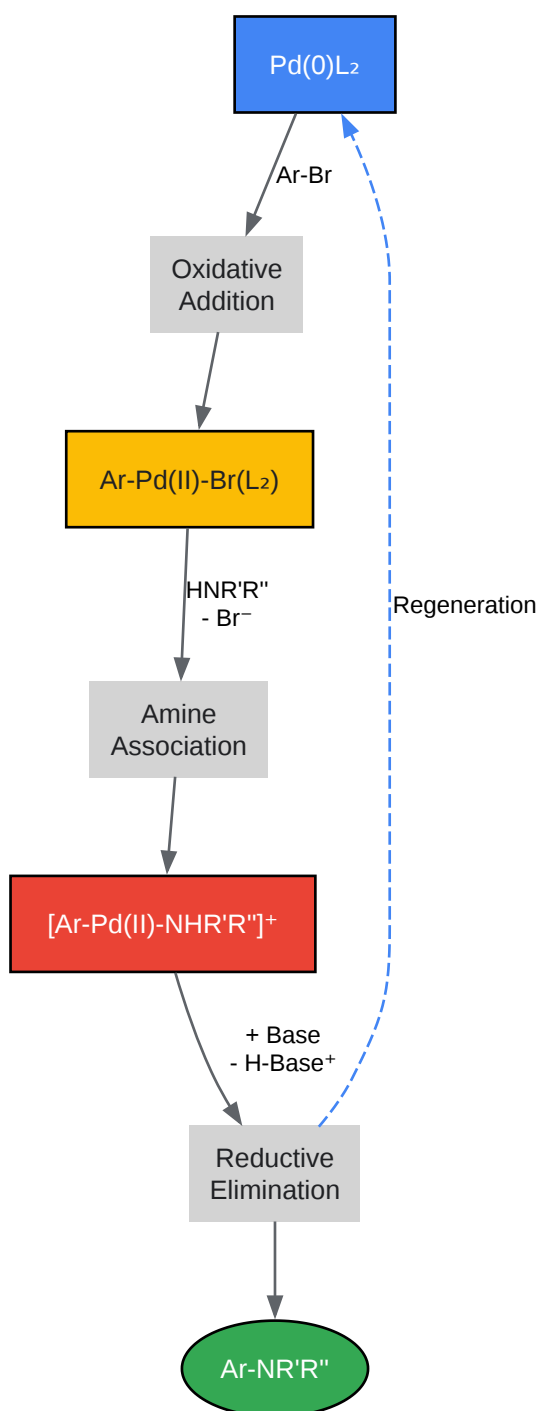 Pd(0)L₂
Ar-Br
Oxidative
Addition
Ar-Pd(II)-Br(L₂)
HNR'R"
- Br⁻
Regeneration
Amine
Association
[Ar-Pd(II)-NHR'R"]⁺
+ Base
- H-Base⁺
Reductive
Elimination
Ar-NR'R"